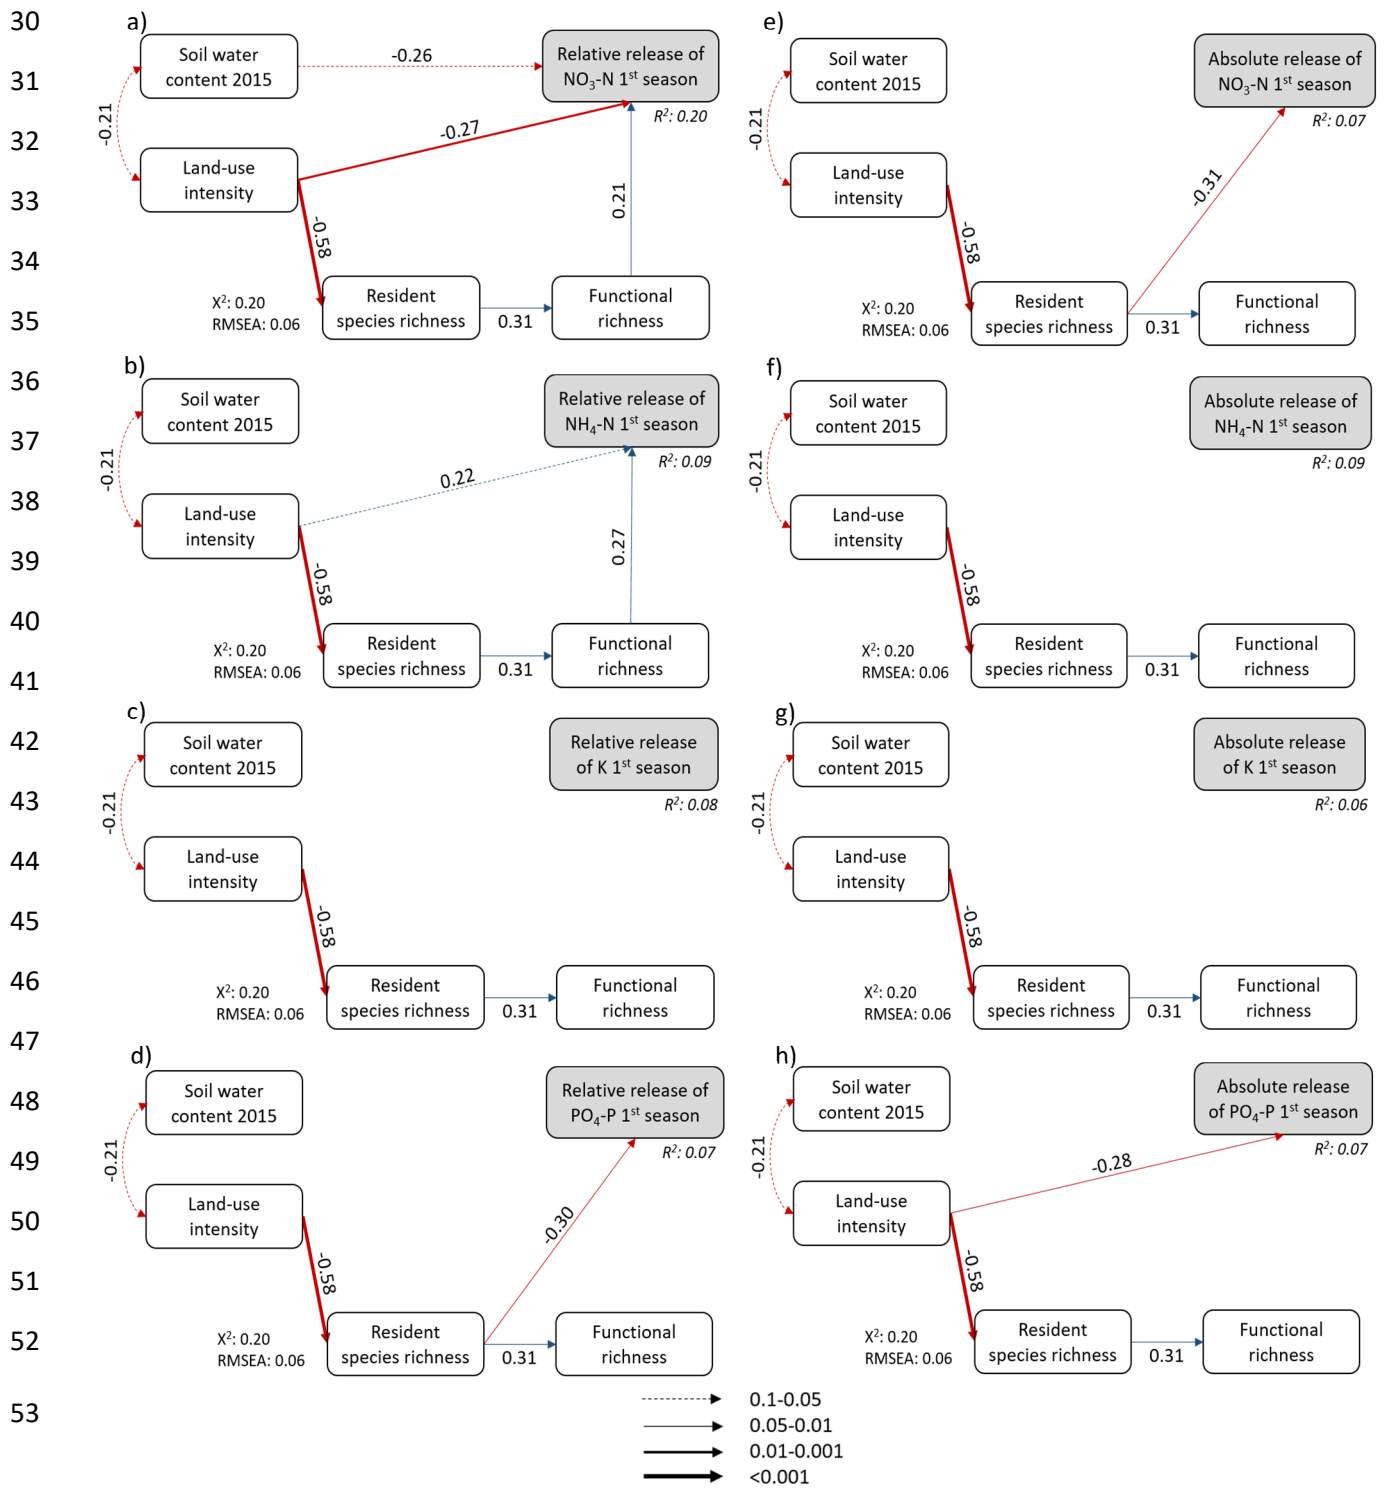 30
31
32
33
34
35
36
37
38
39
40
41
42
43
44
45
46
47
48
49
50
51
52
53
a)
Soil water
content 2015
-0.26
Relative release of
NO₃-N 1ˢᵗ season
R²: 0.20
-0.21
-0.27
Land-use
intensity
-0.58
0.21
X²: 0.20
RMSEA: 0.06
Resident
species richness
0.31
Functional
richness
e)
Soil water
content 2015
Absolute release of
NO₃-N 1ˢᵗ season
R²: 0.07
-0.21
Land-use
intensity
-0.31
-0.58
X²: 0.20
RMSEA: 0.06
Resident
species richness
0.31
Functional
richness
b)
Soil water
content 2015
Relative release of
NH₄-N 1ˢᵗ season
R²: 0.09
-0.21
0.22
Land-use
intensity
-0.58
0.27
X²: 0.20
RMSEA: 0.06
Resident
species richness
0.31
Functional
richness
f)
Soil water
content 2015
Absolute release of
NH₄-N 1ˢᵗ season
R²: 0.09
-0.21
Land-use
intensity
-0.58
X²: 0.20
RMSEA: 0.06
Resident
species richness
0.31
Functional
richness
c)
Soil water
content 2015
Relative release
of K 1ˢᵗ season
R²: 0.08
-0.21
Land-use
intensity
-0.58
X²: 0.20
RMSEA: 0.06
Resident
species richness
0.31
Functional
richness
g)
Soil water
content 2015
Absolute release
of K 1ˢᵗ season
R²: 0.06
-0.21
Land-use
intensity
-0.58
X²: 0.20
RMSEA: 0.06
Resident
species richness
0.31
Functional
richness
d)
Soil water
content 2015
Relative release of
PO₄-P 1ˢᵗ season
R²: 0.07
-0.21
Land-use
intensity
-0.30
-0.58
X²: 0.20
RMSEA: 0.06
Resident
species richness
0.31
Functional
richness
h)
Soil water
content 2015
Absolute release
of PO₄-P 1ˢᵗ season
R²: 0.07
-0.21
-0.28
Land-use
intensity
-0.58
X²: 0.20
RMSEA: 0.06
Resident
species richness
0.31
Functional
richness
0.1-0.05
0.05-0.01
0.01-0.001
<0.001